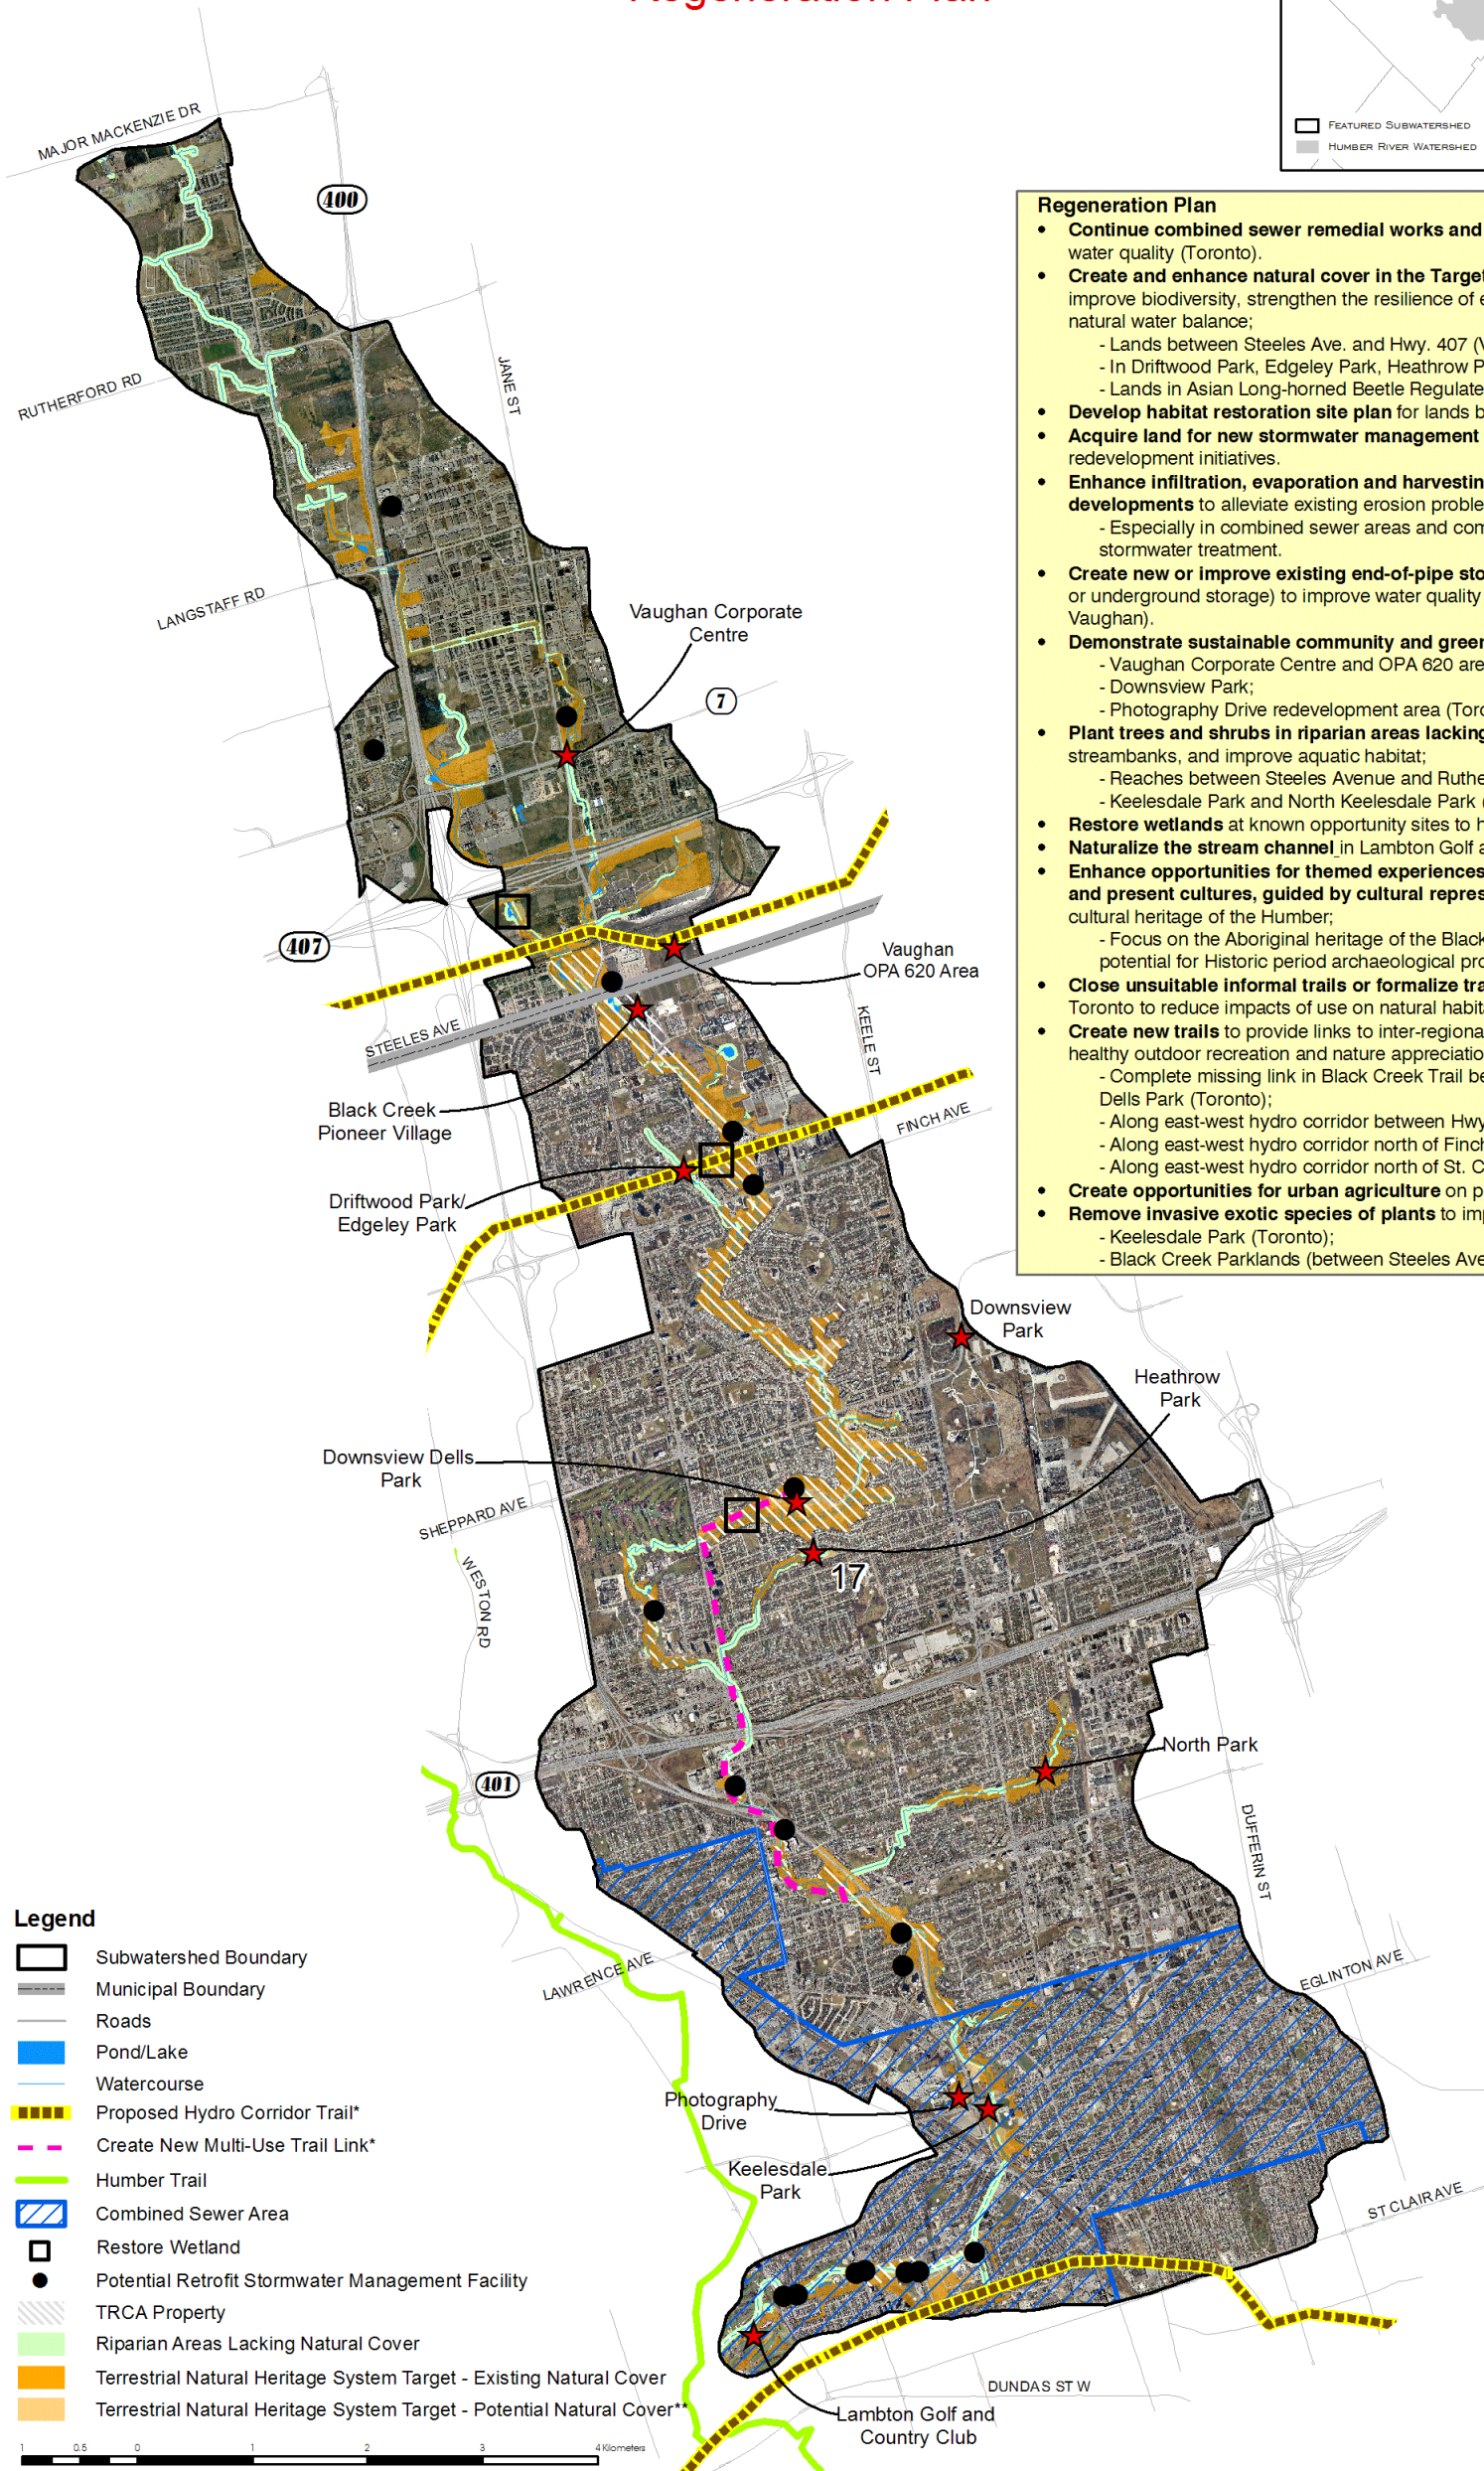 Regeneration Plan
FEATURED SUBWATERSHED
HUMBER RIVER WATERSHED
MAJOR MACKENZIE DR
400
RUTHERFORD RD
JANE ST
LANGSTAFF RD
Vaughan Corporate
Centre
7
407
Vaughan
OPA 620 Area
STEELES AVE
KEELE ST
Black Creek
Pioneer Village
FINCH AVE
Driftwood Park/
Edgeley Park
Regeneration Plan
• Continue combined sewer remedial works and
water quality (Toronto).
• Create and enhance natural cover in the Target
improve biodiversity, strengthen the resilience of
natural water balance;
- Lands between Steeles Ave. and Hwy. 407
- In Driftwood Park, Edgeley Park, Heathrow
- Lands in Asian Long-horned Beetle
• Develop habitat restoration site plan for lands
• Acquire land for new stormwater management
redevelopment initiatives.
• Enhance infiltration, evaporation and
developments to alleviate existing erosion
- Especially in combined sewer areas and
stormwater treatment.
• Create new or improve existing end-of-pipe
or underground storage) to improve water quality
Vaughan).
• Demonstrate sustainable community and green
- Vaughan Corporate Centre and OPA 620
- Downsview Park;
- Photography Drive redevelopment area
• Plant trees and shrubs in riparian areas lacking
streambanks, and improve aquatic habitat;
- Reaches between Steeles Avenue and
- Keelesdale Park and North Keelesdale Park
• Restore wetlands at known opportunity sites to
• Naturalize the stream channel in Lambton Golf
• Enhance opportunities for themed experiences
and present cultures, guided by cultural
cultural heritage of the Humber;
- Focus on the Aboriginal heritage of the Black
potential for Historic period archaeological
• Close unsuitable informal trails or formalize
Toronto to reduce impacts of use on natural
• Create new trails to provide links to
healthy outdoor recreation and nature
- Complete missing link in Black Creek Trail
Dells Park (Toronto);
- Along east-west hydro corridor between
- Along east-west hydro corridor north of Finch
- Along east-west hydro corridor north of St.
• Create opportunities for urban agriculture on
• Remove invasive exotic species of plants to
- Keelesdale Park (Toronto);
- Black Creek Parklands (between Steeles
Downsview
Park
Heathrow
Park
Downsview Dells
Park
SHEPPARD AVE
WESTON RD
17
401
North Park
DUFFERIN ST
LAWRENCE AVE
EGLINTON AVE
Photography
Drive
Keelesdale
Park
ST CLAIR AVE
DUNDAS ST W
Lambton Golf and
Country Club
Legend
Subwatershed Boundary
Municipal Boundary
Roads
Pond/Lake
Watercourse
Proposed Hydro Corridor Trail*
Create New Multi-Use Trail Link*
Humber Trail
Combined Sewer Area
Restore Wetland
Potential Retrofit Stormwater Management Facility
TRCA Property
Riparian Areas Lacking Natural Cover
Terrestrial Natural Heritage System Target - Existing Natural Cover
Terrestrial Natural Heritage System Target - Potential Natural Cover**
1 0.5 0 1 2 3 4 Kilometers